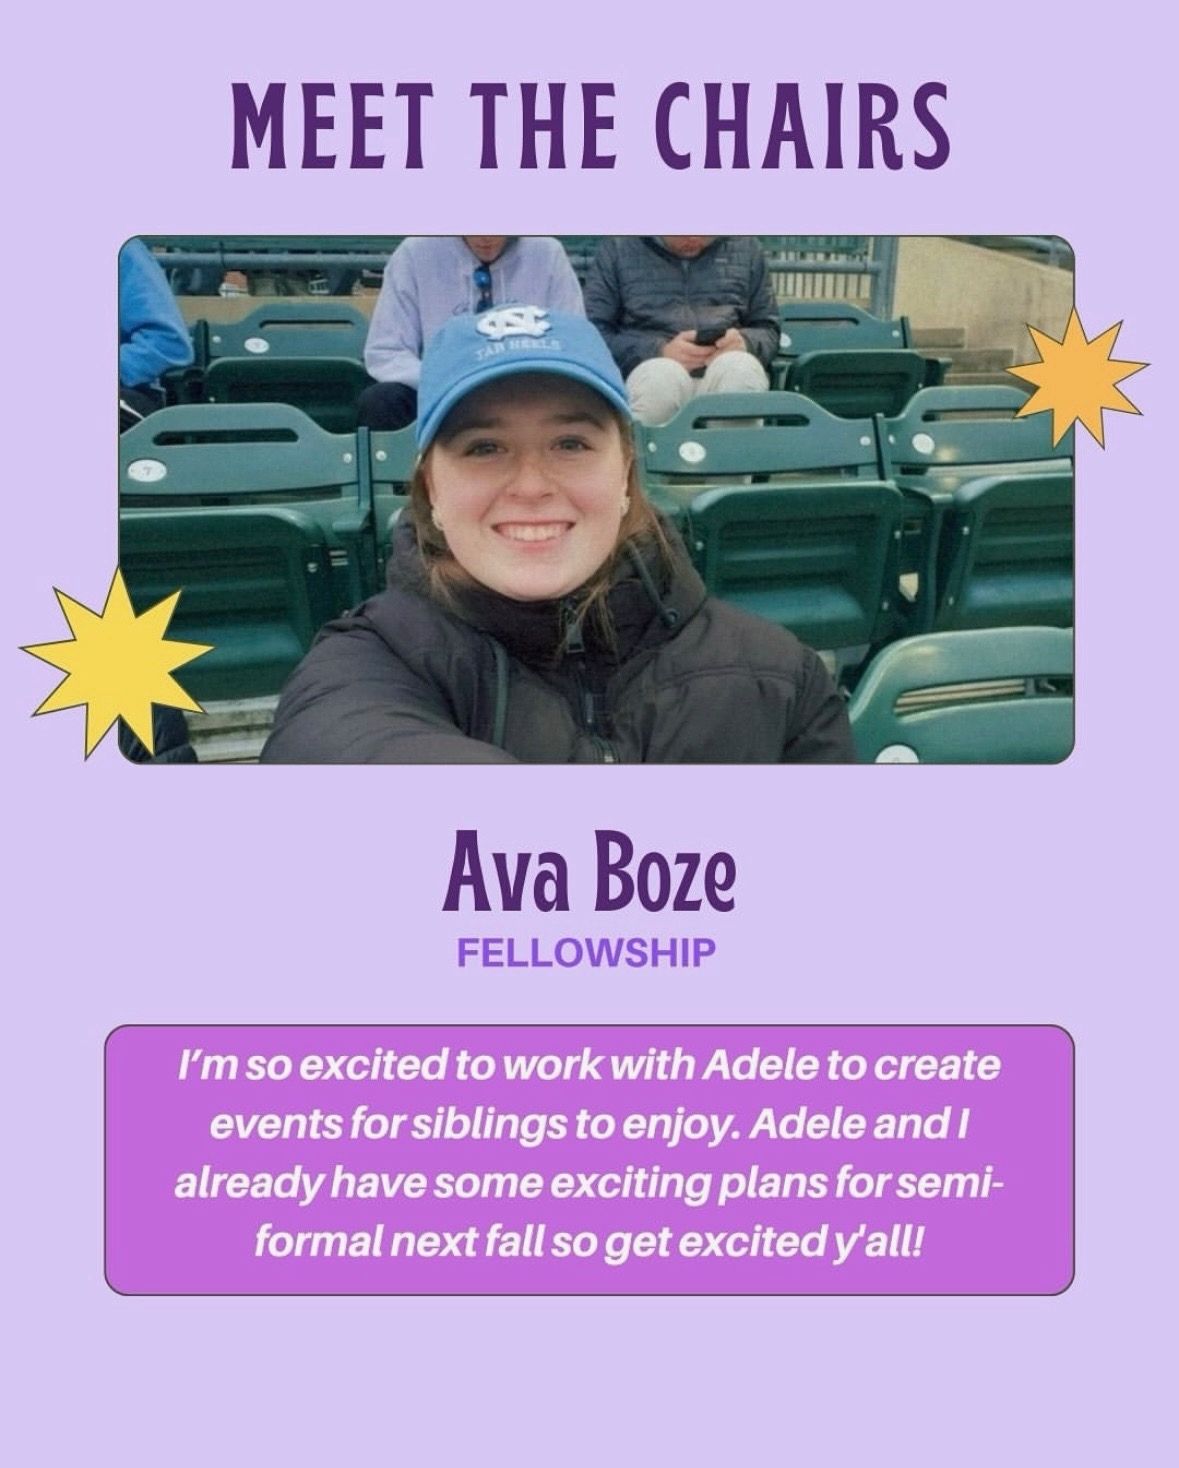 MEET THE CHAIRS
NC
TAR HEELS
7
Ava Boze
FELLOWSHIP
I’m so excited to work with Adele to create
events for siblings to enjoy. Adele and I
already have some exciting plans for semi-
formal next fall so get excited y'all!